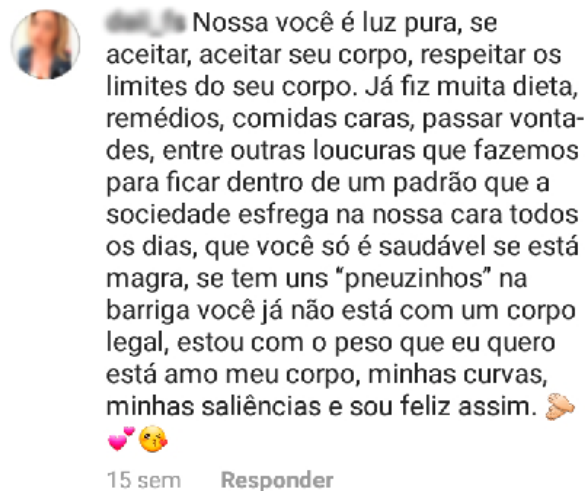 Nossa você é luz pura, se
aceitar, aceitar seu corpo, respeitar os
limites do seu corpo. Já fiz muita dieta,
remédios, comidas caras, passar vonta-
des, entre outras loucuras que fazemos
para ficar dentro de um padrão que a
sociedade esfrega na nossa cara todos
os dias, que você só é saudável se está
magra, se tem uns “pneuzinhos” na
barriga você já não está com um corpo
legal, estou com o peso que eu quero
está amo meu corpo, minhas curvas,
minhas saliências e sou feliz assim. 👏🏼
💕😘
15 sem Responder